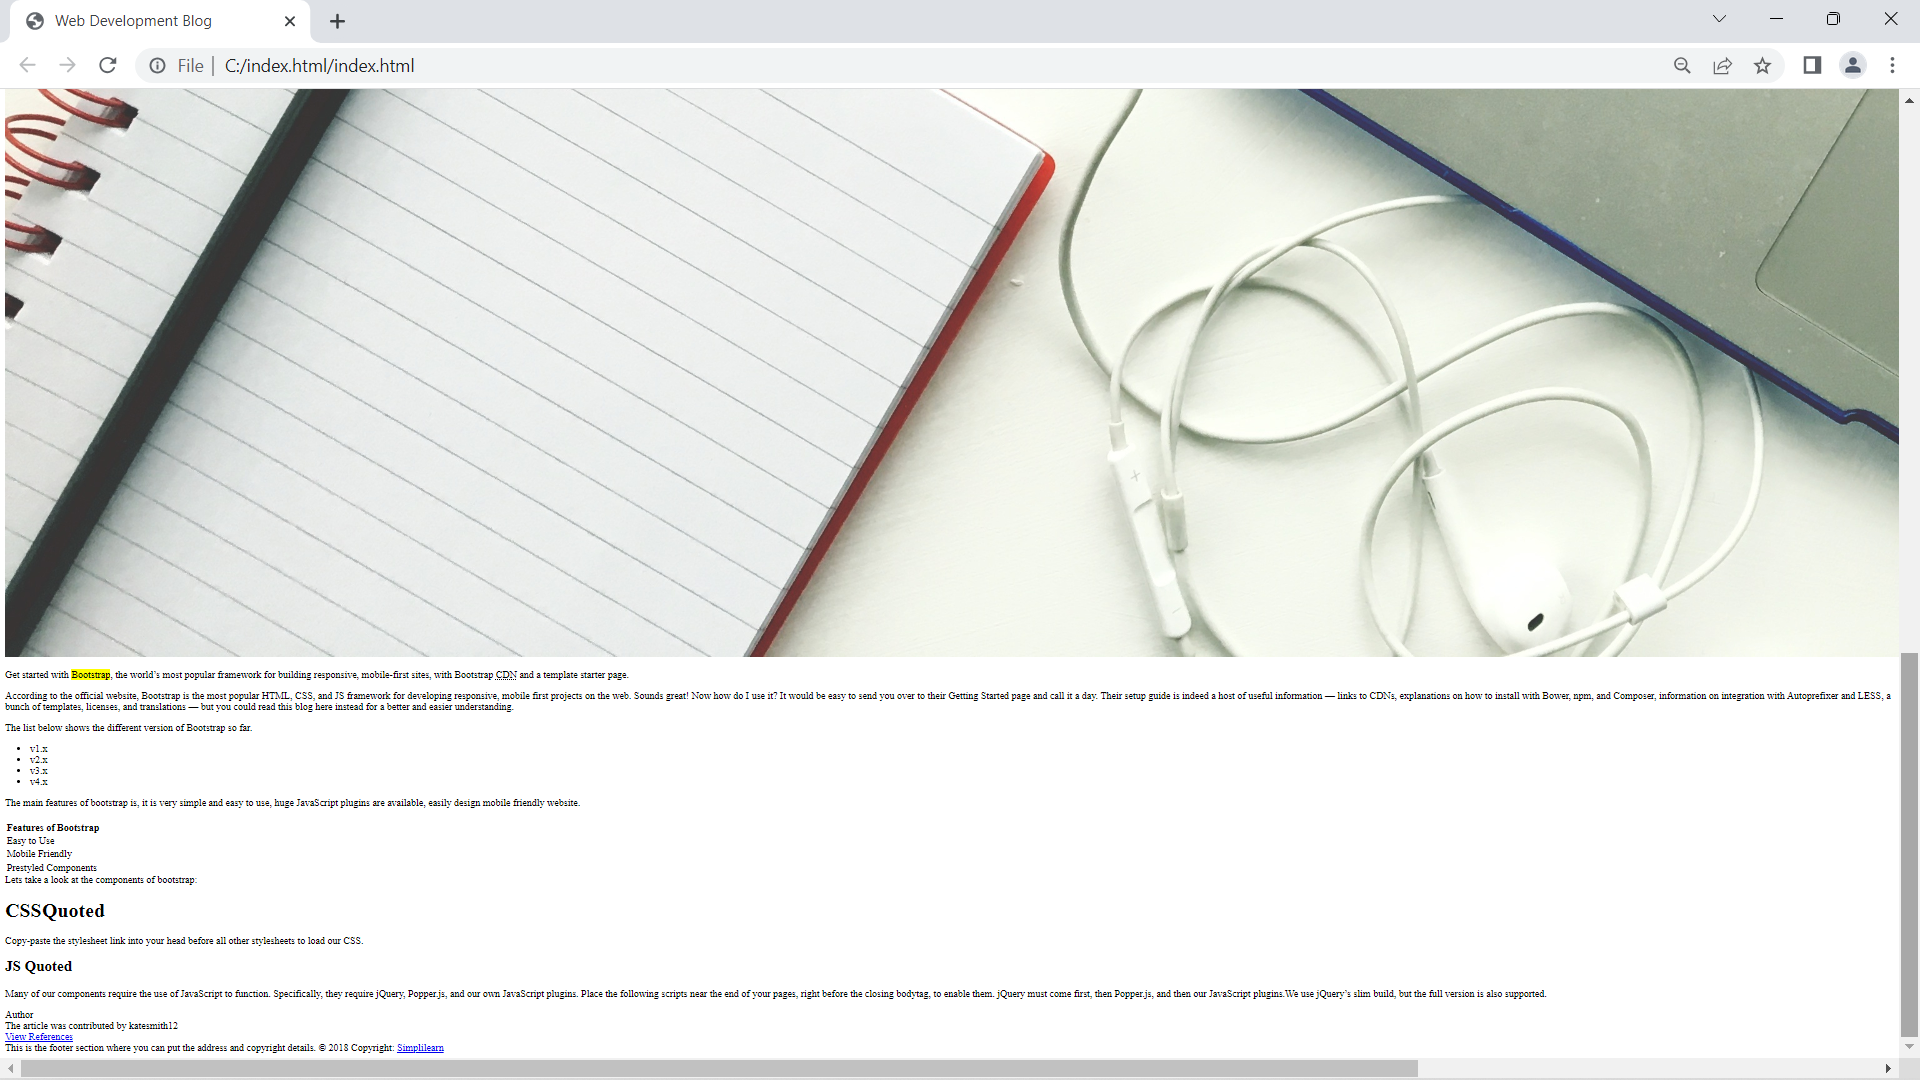 Web Development Blog
File | C:/index.html/index.html
Get started with Bootstrap, the world's most popular framework for building responsive, mobile-first sites, with Bootstrap CDN and a template starter page.
According to the official website, Bootstrap is the most popular HTML, CSS, and JS framework for developing responsive, mobile first projects on the web. Sounds great! Now how do I use it? It would be easy to send you over to their Getting Started page and call it a day. Their setup guide is indeed a host of useful information — links to CDNs, explanations on how to install with Bower, npm, and Composer, information on integration with Autoprefixer and LESS, a
bunch of templates, licenses, and translations — but you could read this blog here instead for a better and easier understanding.
The list below shows the different version of Bootstrap so far.
• v1.x
• v2.x
• v3.x
• v4.x
The main features of bootstrap is, it is very simple and easy to use, huge JavaScript plugins are available, easily design mobile friendly website.
Features of Bootstrap
Easy to Use
Mobile Friendly
Prestyled Components
Lets take a look at the components of bootstrap:
CSSQuoted
Copy-paste the stylesheet link into your head before all other stylesheets to load our CSS.
JS Quoted
Many of our components require the use of JavaScript to function. Specifically, they require jQuery, Popper.js, and our own JavaScript plugins. Place the following scripts near the end of your pages, right before the closing bodytag, to enable them. jQuery must come first, then Popper.js, and then our JavaScript plugins.We use jQuery's slim build, but the full version is also supported.
Author
The article was contributed by katesmith12
View References
This is the footer section where you can put the address and copyright details. © 2018 Copyright: Simplilearn